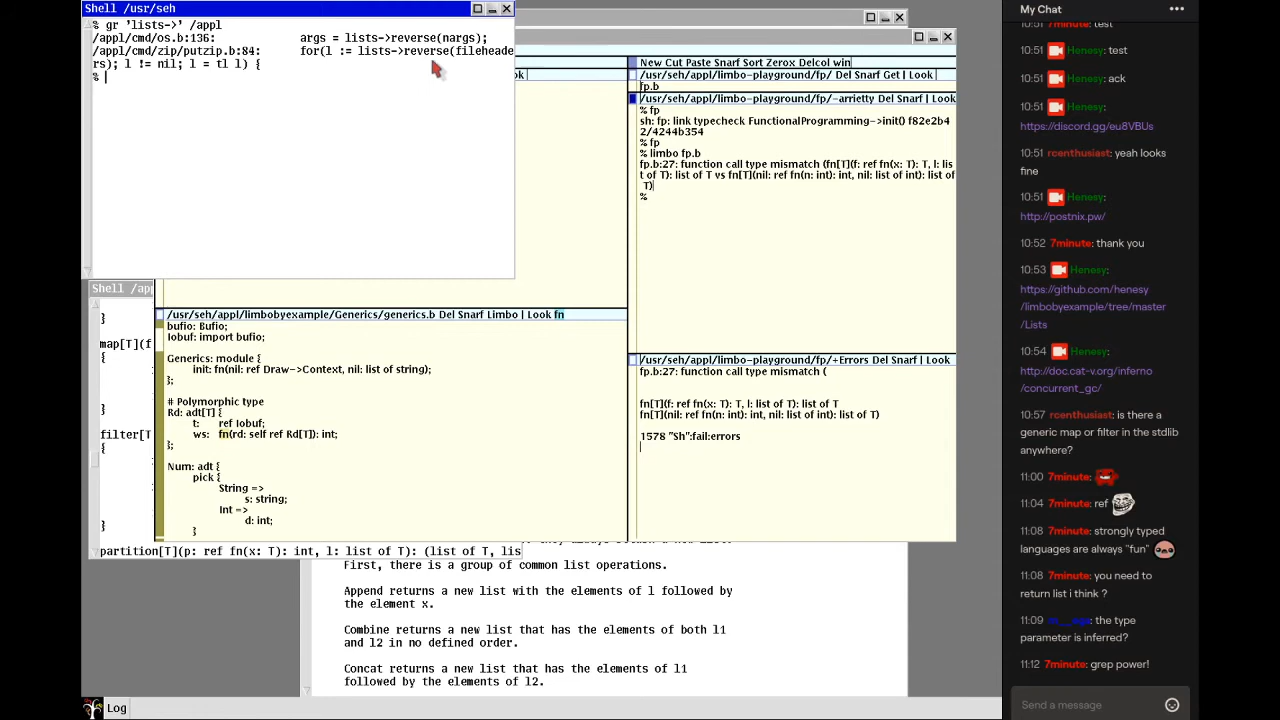 Shell /usr/seh
% gr 'lists->' /appl
/appl/cmd/os.b:136: args = lists->reverse(nargs);
/appl/cmd/zip/putzip.b:84: for(l := lists->reverse(fileheade
rs); l != nil; l = tl l) {
%
ok
New Cut Paste Snarf Sort Zerox Delcol win
/usr/seh/appl/limbo-playground/fp/ Del Snarf Get | Look
fp.b
/usr/seh/appl/limbo-playground/fp/-arrietty Del Snarf | Look
% fp
sh: fp: link typecheck FunctionalProgramming->init() f82e2b4
2/4244b354
% fp
% limbo fp.b
fp.b:27: function call type mismatch (fn[T](f: ref fn(x: T): T, l: lis
t of T): list of T vs fn[T](nil: ref fn(n: int): int, nil: list of int): list of
T)
%
Shell /app
}
map[T](f
{
}
filter[T
{
}
partition[T](p: ref fn(x: T): int, l: list of T): (list of T, lis
/usr/seh/appl/limbobyexample/Generics/generics.b Del Snarf Limbo | Look fn
bufio: Bufio;
Iobuf: import bufio;
Generics: module {
init: fn(nil: ref Draw->Context, nil: list of string);
};
# Polymorphic type
Rd: adt[T] {
t: ref Iobuf;
ws: fn(rd: self ref Rd[T]): int;
};
Num: adt {
pick {
String =>
s: string;
Int =>
d: int;
}
/usr/seh/appl/limbo-playground/fp/+Errors Del Snarf | Look
fp.b:27: function call type mismatch (
fn[T](f: ref fn(x: T): T, l: list of T): list of T
fn[T](nil: ref fn(n: int): int, nil: list of int): list of T)
1578 "Sh":fail:errors
First, there is a group of common list operations.
Append returns a new list with the elements of l followed by
the element x.
Combine returns a new list that has the elements of both l1
and l2 in no defined order.
Concat returns a new list that has the elements of l1
followed by the elements of l2.
Log
My Chat
10:51 7minute: test
10:51 Henesy: test
10:51 Henesy: ack
10:51 Henesy:
https://discord.gg/eu8VBUs
10:51 rcenthusiast: yeah looks
fine
10:51 Henesy:
http://postnix.pw/
10:52 7minute: thank you
10:53 Henesy:
https://github.com/henesy
/limbobyexample/tree/master
/Lists
10:54 Henesy:
http://doc.cat-v.org/inferno
/concurrent_gc/
10:57 rcenthusiast: is there a
generic map or filter in the stdlib
anywhere?
11:00 7minute:
11:04 7minute: ref
11:08 7minute: strongly typed
languages are always "fun"
11:08 7minute: you need to
return list i think ?
11:09 : the type
parameter is inferred?
11:12 7minute: grep power!
Send a message